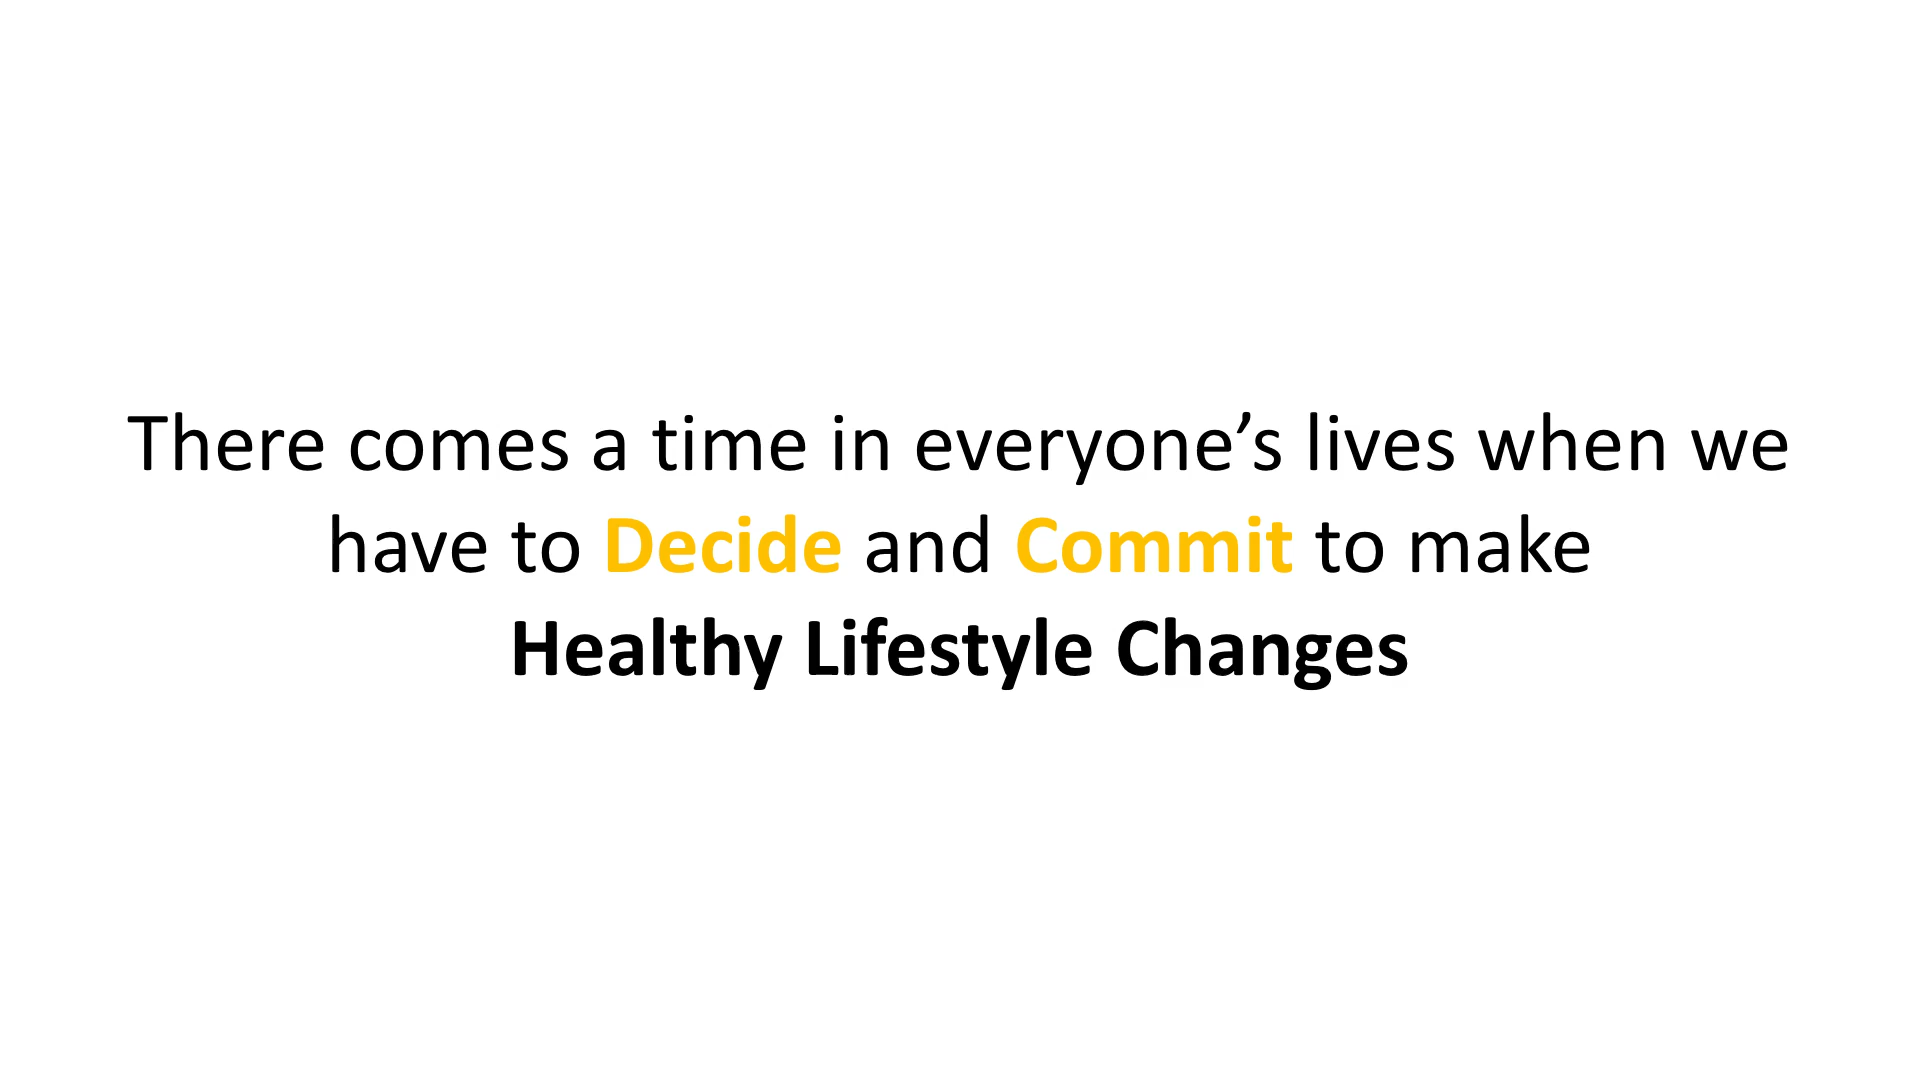 There comes a time in everyone’s lives when we
have to Decide and Commit to make
Healthy Lifestyle Changes